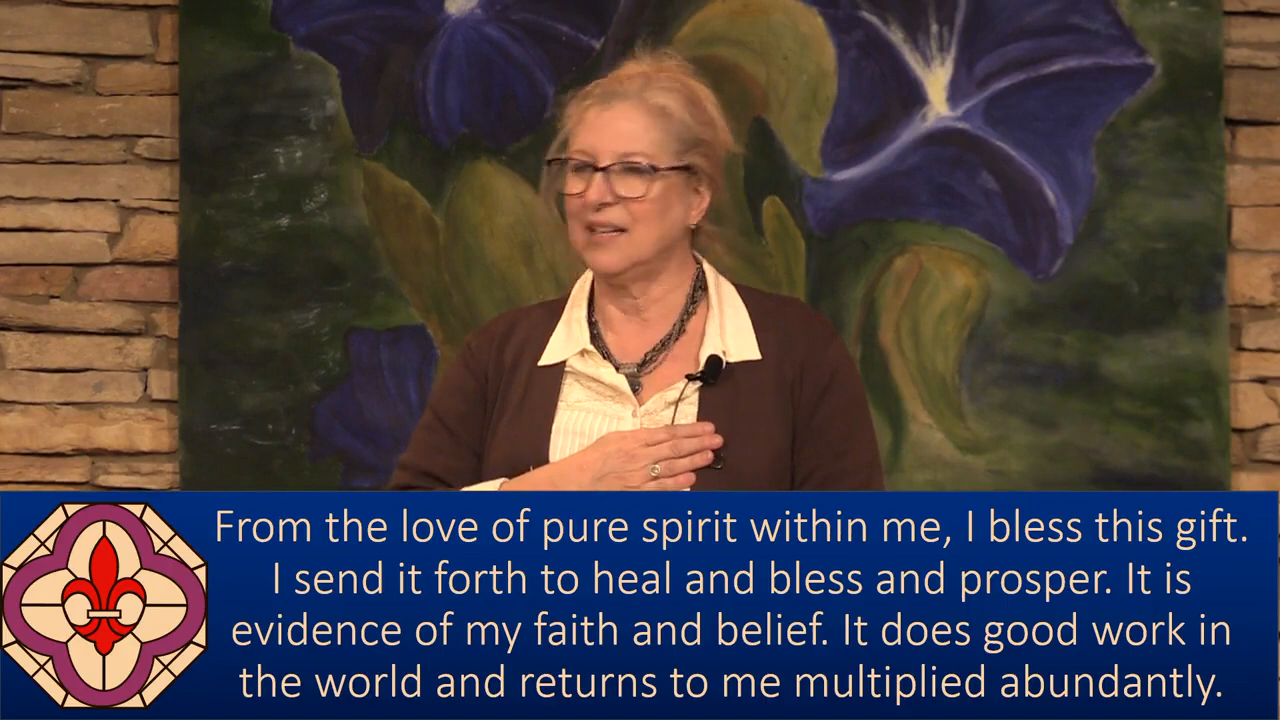 From the love of pure spirit within me, I bless this gift.
I send it forth to heal and bless and prosper. It is
evidence of my faith and belief. It does good work in
the world and returns to me multiplied abundantly.